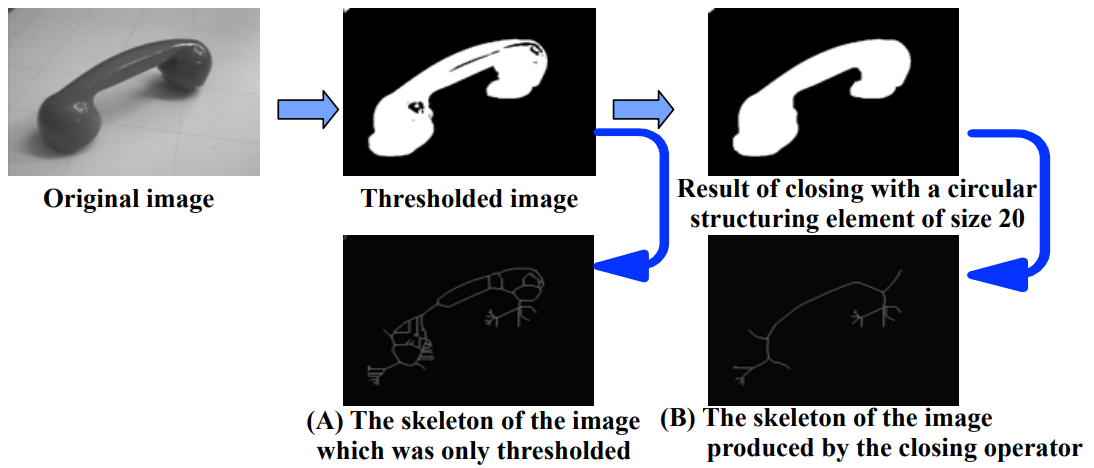 Original image
Thresholded image
Result of closing with a circular
structuring element of size 20
(A) The skeleton of the image
which was only thresholded
(B) The skeleton of the image
produced by the closing operator